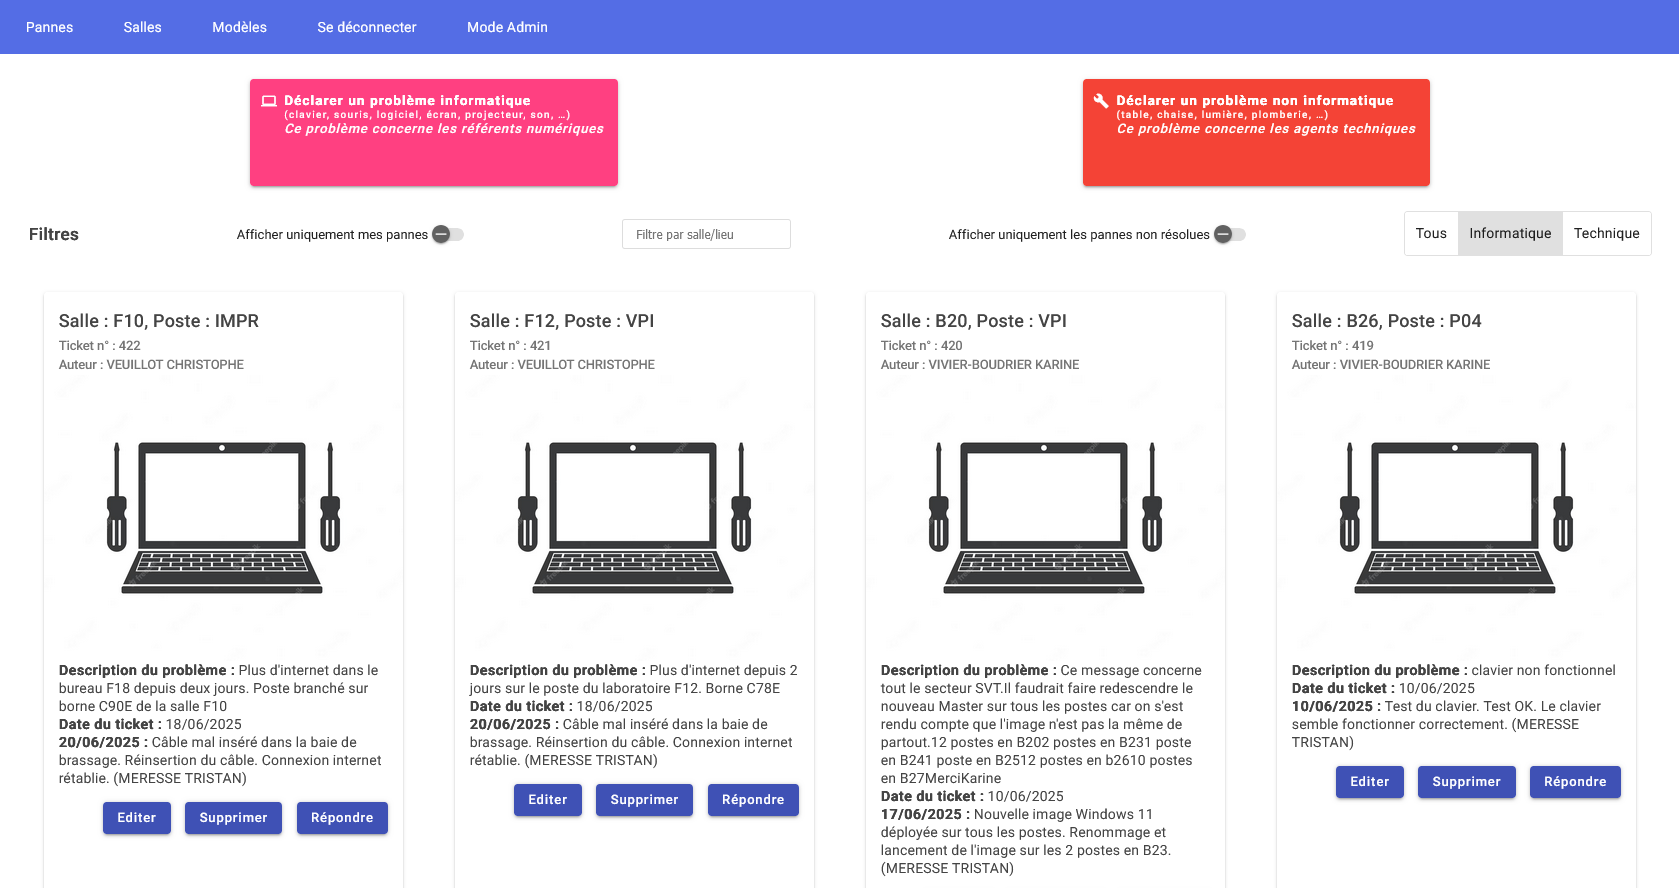 Pannes Salles Modèles Se déconnecter Mode Admin
Déclarer un problème informatique
(clavier, souris, logiciel, écran, projecteur, son, ...)
Ce problème concerne les référents numériques
Déclarer un problème non informatique
(table, chaise, lumière, plomberie, ...)
Ce problème concerne les agents techniques
Filtres Afficher uniquement mes pannes Filtre par salle/lieu Afficher uniquement les pannes non résolues Tous Informatique Technique
Salle : F10, Poste : IMPR
Ticket n° : 422
Auteur : VEUILLOT CHRISTOPHE
Description du problème : Plus d'internet dans le
bureau F18 depuis deux jours. Poste branché sur
borne C90E de la salle F10
Date du ticket : 18/06/2025
20/06/2025 : Câble mal inséré dans la baie de
brassage. Réinsertion du câble. Connexion internet
rétablie. (MERESSE TRISTAN)
Editer Supprimer Répondre
Salle : F12, Poste : VPI
Ticket n° : 421
Auteur : VEUILLOT CHRISTOPHE
Description du problème : Plus d'internet depuis 2
jours sur le poste du laboratoire F12. Borne C78E
Date du ticket : 18/06/2025
20/06/2025 : Câble mal inséré dans la baie de
brassage. Réinsertion du câble. Connexion internet
rétablie. (MERESSE TRISTAN)
Editer Supprimer Répondre
Salle : B20, Poste : VPI
Ticket n° : 420
Auteur : VIVIER-BOUDRIER KARINE
Description du problème : Ce message concerne
tout le secteur SVT.Il faudrait faire redescendre le
nouveau Master sur tous les postes car on s'est
rendu compte que l'image n'est pas la même de
partout.12 postes en B202 postes en B231 poste
en B241 poste en B2512 postes en b2610 postes
en B27MerciKarine
Date du ticket : 10/06/2025
17/06/2025 : Nouvelle image Windows 11
déployée sur tous les postes. Renommage et
lancement de l'image sur les 2 postes en B23.
(MERESSE TRISTAN)
Salle : B26, Poste : P04
Ticket n° : 419
Auteur : VIVIER-BOUDRIER KARINE
Description du problème : clavier non fonctionnel
Date du ticket : 10/06/2025
10/06/2025 : Test du clavier. Test OK. Le clavier
semble fonctionner correctement. (MERESSE
TRISTAN)
Editer Supprimer Répondre